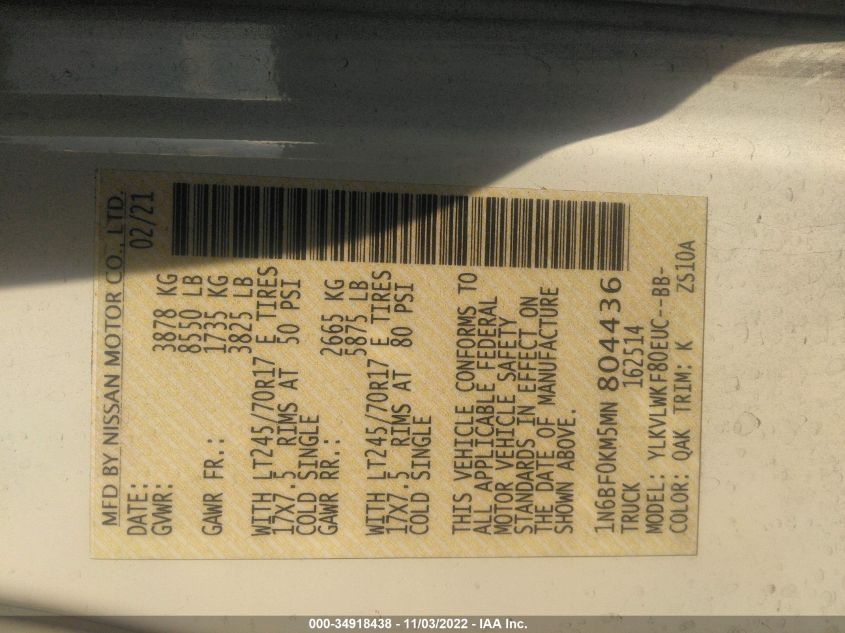 MFD BY NISSAN MOTOR CO., LTD.
DATE: 02/21
GVWR: 3878 KG
8550 LB
GAWR FR.: 1735 KG
3825 LB
WITH LT245/70R17 E TIRES
17X7.5 RIMS AT 50 PSI
COLD SINGLE
GAWR RR.: 2665 KG
5875 LB
WITH LT245/70R17 E TIRES
17X7.5 RIMS AT 80 PSI
COLD SINGLE
THIS VEHICLE CONFORMS TO
ALL APPLICABLE FEDERAL
MOTOR VEHICLE SAFETY
STANDARDS IN EFFECT ON
THE DATE OF MANUFACTURE
SHOWN ABOVE.
1N6BF0KM5MN804436
TRUCK 162514
MODEL: YLKVLWKF80EUC--BB-
COLOR: QAK TRIM: K ZS10A
000-34918438 - 11/03/2022 - IAA Inc.